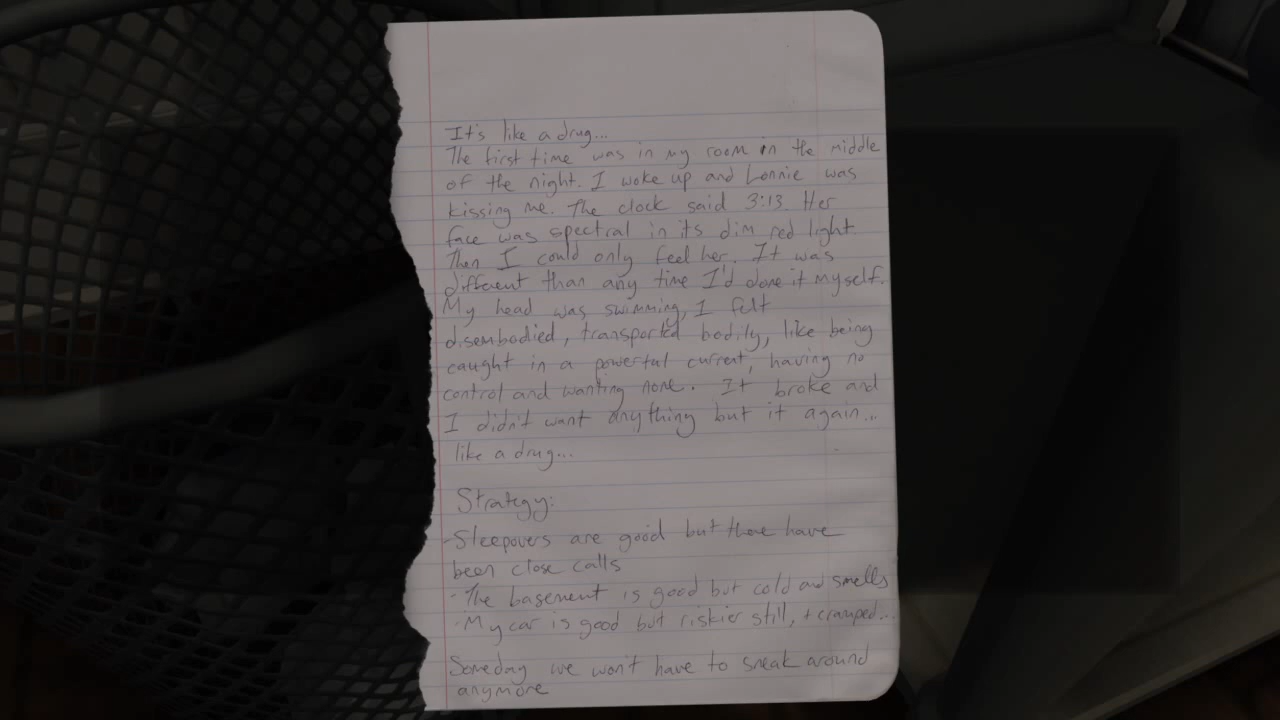 It's like a drug...
The first time was in my room in the middle
of the night. I woke up and Lonnie was
kissing me. The clock said 3:13. Her
face was spectral in its dim red light.
Then I could only feel her. It was
different than any time I'd done it myself.
My head was swimming, I felt
disembodied, transported bodily, like being
caught in a powerful current, having no
control and wanting none. It broke and
I didn't want anything but it again...
like a drug...
Strategy:
-Sleepovers are good but there have
been close calls
-The basement is good but cold and smells
-My car is good but riskier still, + cramped...
Someday we won't have to sneak around
anymore